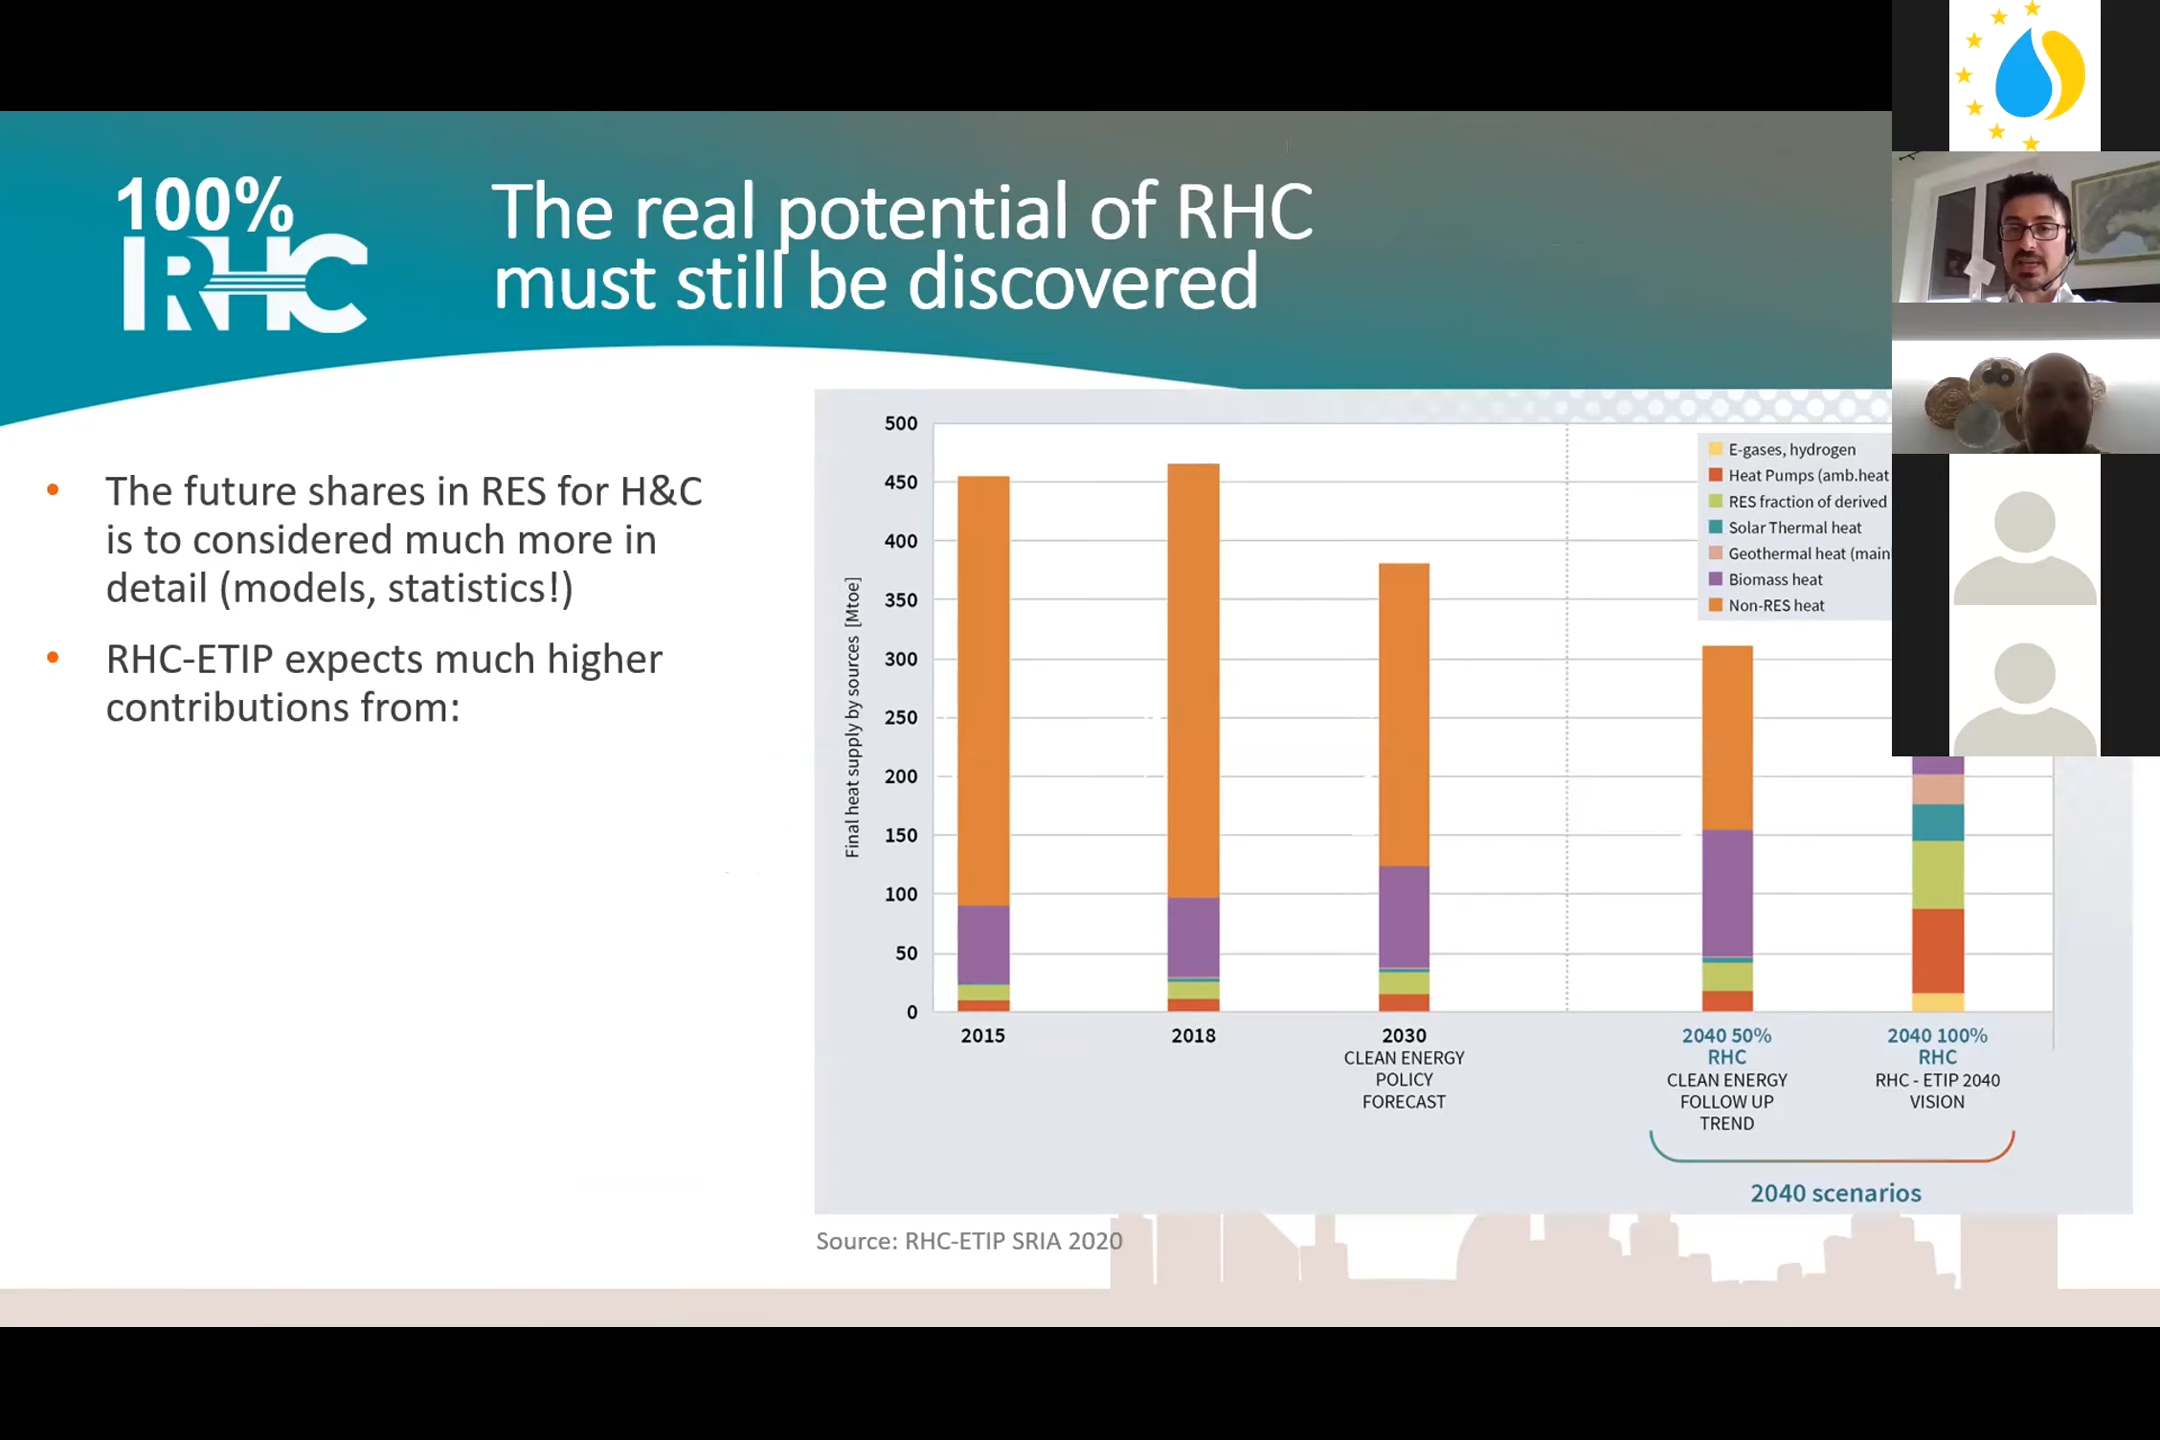 100%
RHC
The real potential of RHC
must still be discovered
• The future shares in RES for H&C
is to considered much more in
detail (models, statistics!)
• RHC-ETIP expects much higher
contributions from:
Final heat supply by sources [Mtoe]
500
450
400
350
300
250
200
150
100
50
0
E-gases, hydrogen
Heat Pumps (amb.heat
RES fraction of derived
Solar Thermal heat
Geothermal heat (main
Biomass heat
Non-RES heat
2015
2018
2030
CLEAN ENERGY
POLICY
FORECAST
2040 50%
RHC
CLEAN ENERGY
FOLLOW UP
TREND
2040 100%
RHC
RHC - ETIP 2040
VISION
2040 scenarios
Source: RHC-ETIP SRIA 2020